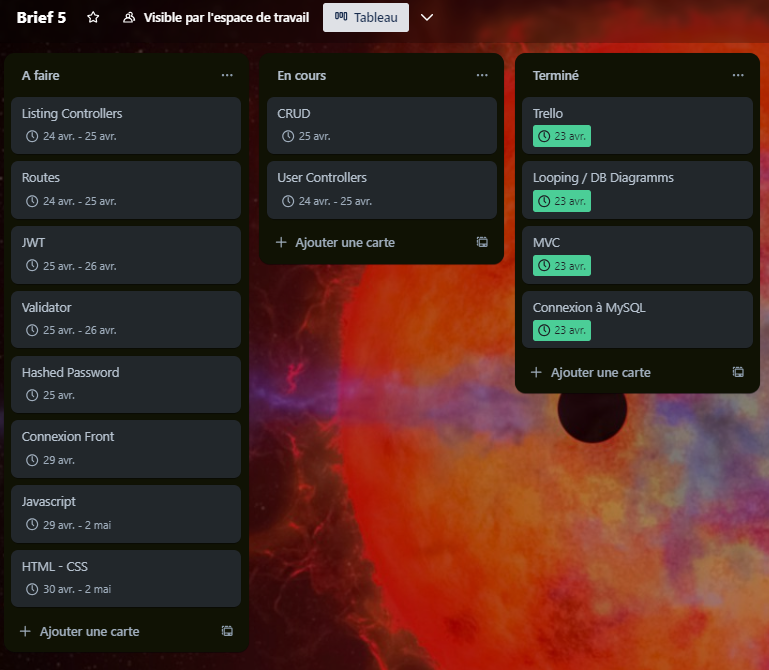 Brief 5
Visible par l'espace de travail
Tableau
A faire
Listing Controllers
24 avr. - 25 avr.
Routes
24 avr. - 25 avr.
JWT
25 avr. - 26 avr.
Validator
25 avr. - 26 avr.
Hashed Password
25 avr.
Connexion Front
29 avr.
Javascript
29 avr. - 2 mai
HTML - CSS
30 avr. - 2 mai
Ajouter une carte
En cours
CRUD
25 avr.
User Controllers
24 avr. - 25 avr.
Ajouter une carte
Terminé
Trello
23 avr.
Looping / DB Diagramms
23 avr.
MVC
23 avr.
Connexion à MySQL
23 avr.
Ajouter une carte